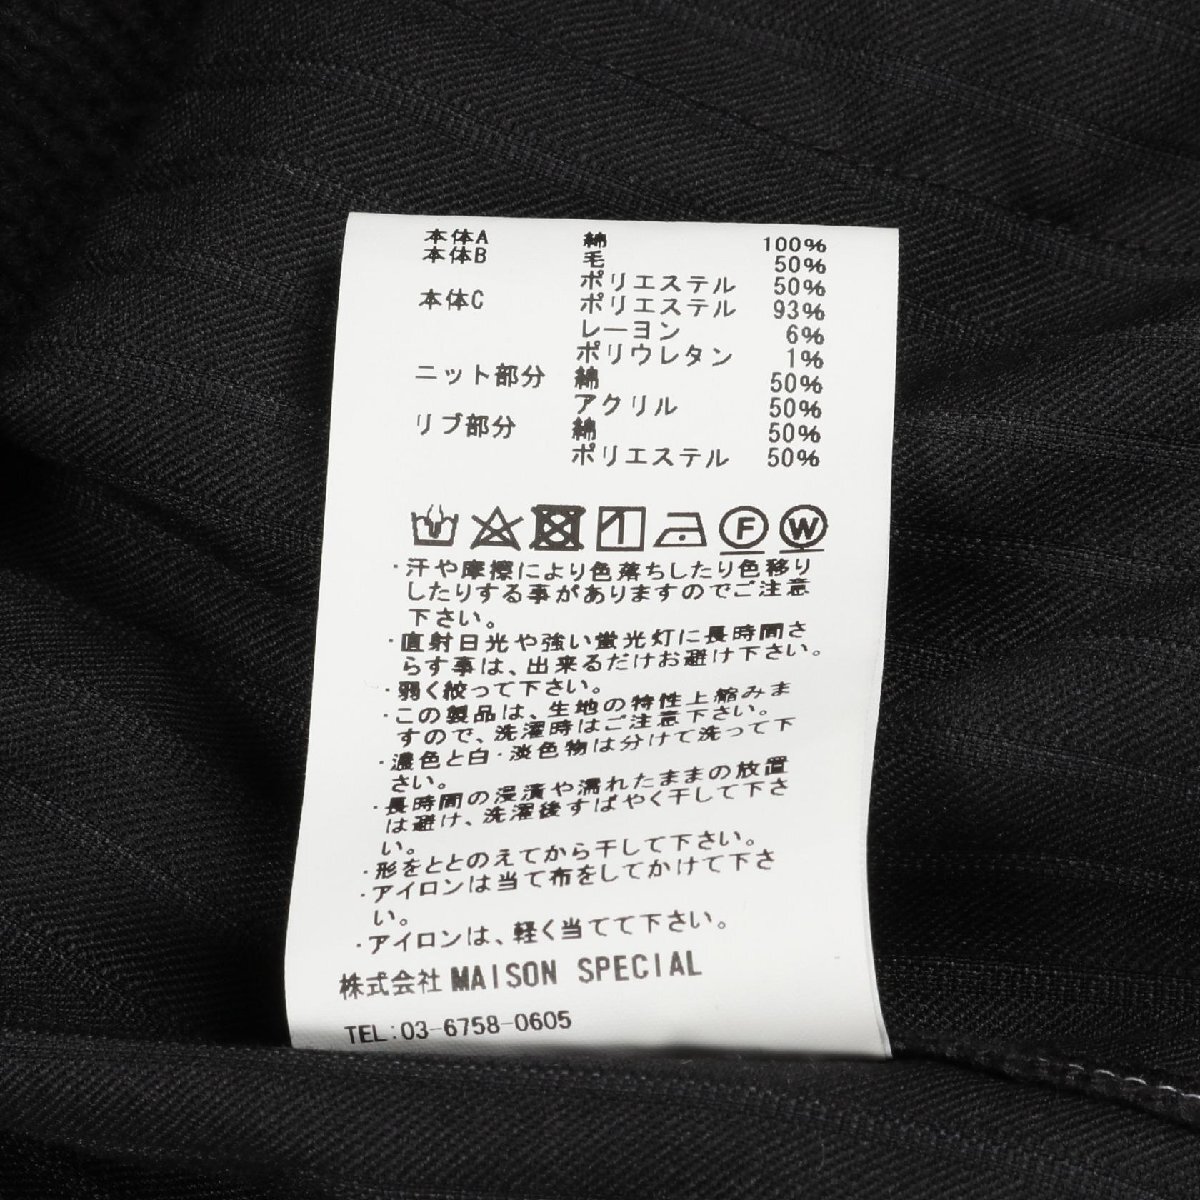 本体A 綿 100%
本体B 毛 50%
ポリエステル 50%
本体C ポリエステル 93%
レーヨン 6%
ポリウレタン 1%
ニット部分 綿 50%
アクリル 50%
リブ部分 綿 50%
ポリエステル 50%
F W
・汗や摩擦により色落ちしたり色移り
したりする事がありますのでご注意
下さい。
・直射日光や強い蛍光灯に長時間さ
らす事は、出来るだけお避け下さい。
・弱く絞って下さい。
・この製品は、生地の特性上縮みま
すので、洗濯時はご注意下さい。
・濃色と白・淡色物は分けて洗って下
さい。
・長時間の浸漬や濡れたままの放置
は避け、洗濯後すばやく干して下さ
い。
・形をととのえてから干して下さい。
・アイロンは当て布をしてかけて下さ
い。
・アイロンは、軽く当てて下さい。
株式会社 MAISON SPECIAL
TEL:03-6758-0605